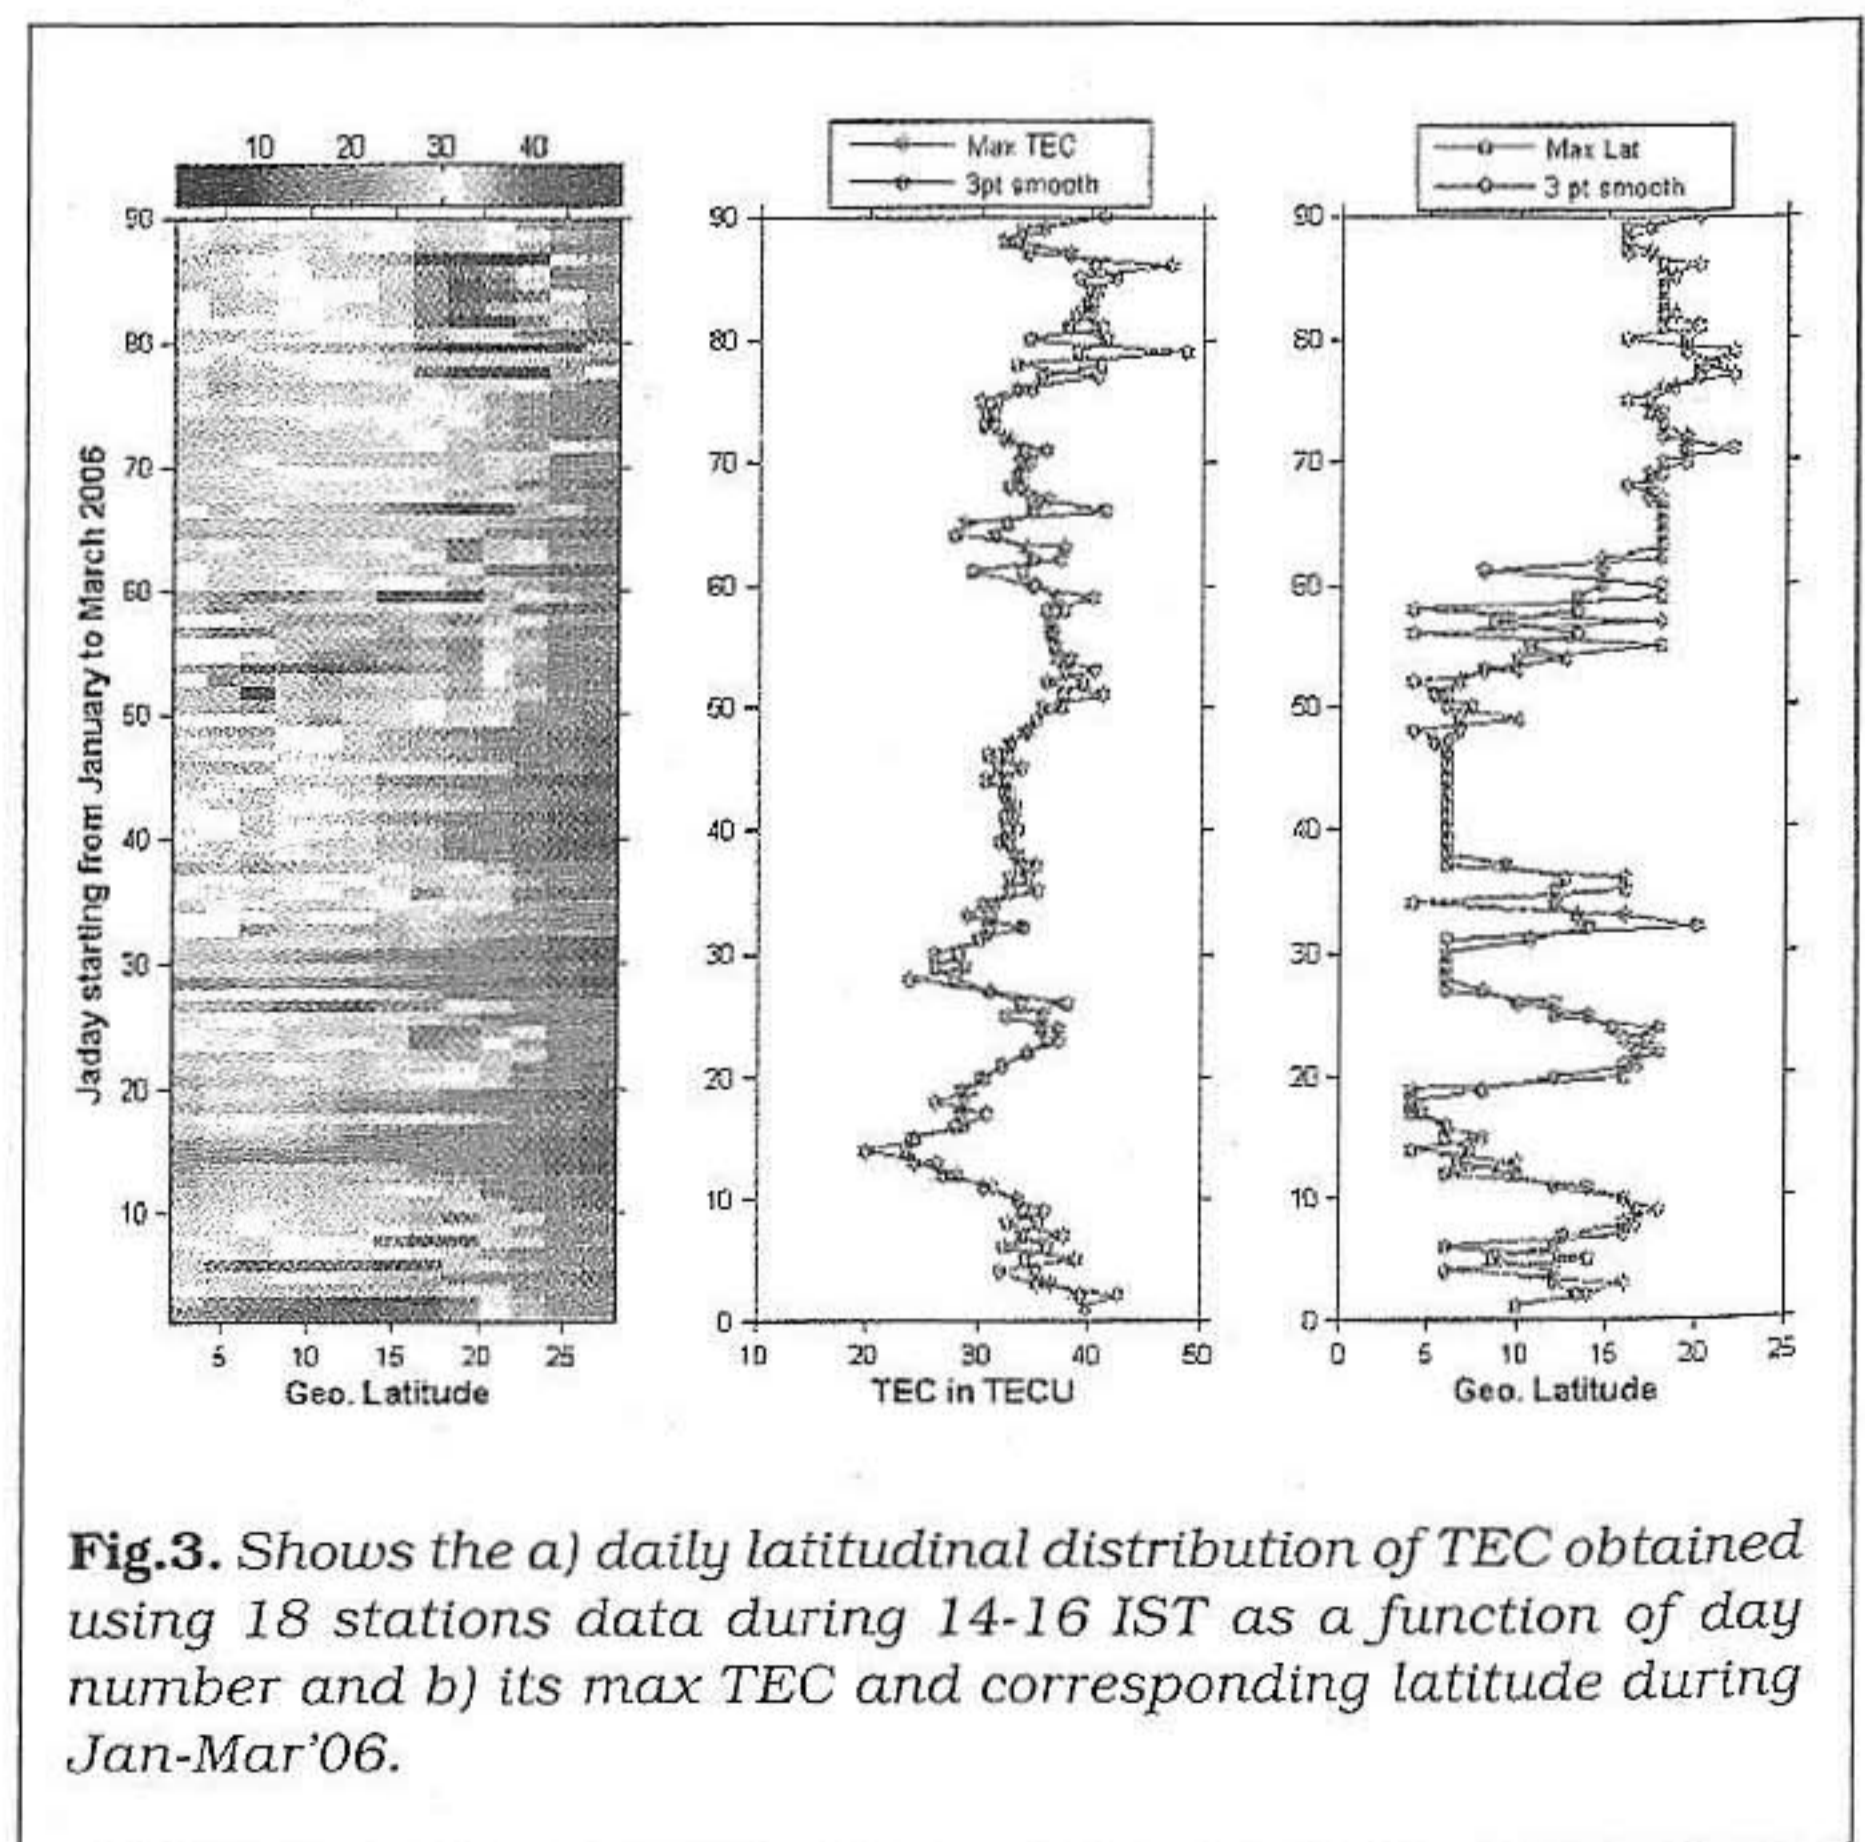 10 20 30 40
90
80
70
60
50
40
30
20
10
5 10 15 20 25
Geo. Latitude
Jaday starting from January to March 2006
Max TEC
3pt smooth
90
80
70
60
50
40
30
20
10
0
10 20 30 40 50
TEC in TECU
Max Lat
3 pt smooth
90
80
70
60
50
40
30
20
10
0
0 5 10 15 20 25
Geo. Latitude
Fig.3. Shows the a) daily latitudinal distribution of TEC obtained
using 18 stations data during 14-16 IST as a function of day
number and b) its max TEC and corresponding latitude during
Jan-Mar'06.